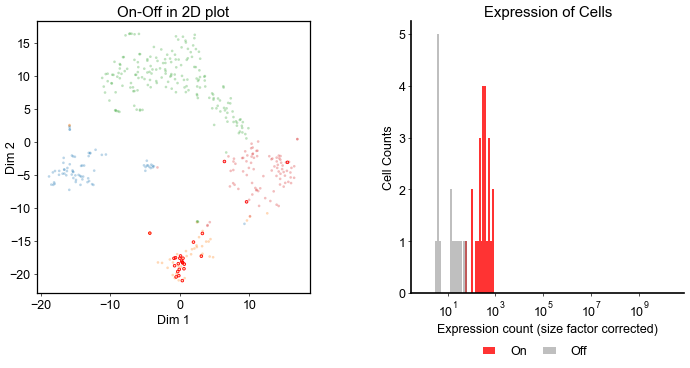 On-Off in 2D plot
Dim 2
15
10
5
0
−5
−10
−15
−20
−20 −10 0 10
Dim 1
Expression of Cells
Cell Counts
5
4
3
2
1
0
10^1 10^3 10^5 10^7 10^9
Expression count (size factor corrected)
On Off